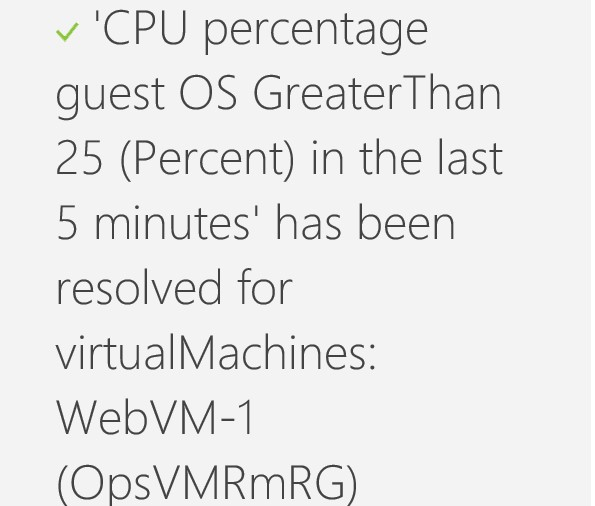 'CPU percentage
guest OS GreaterThan
25 (Percent) in the last
5 minutes' has been
resolved for
virtualMachines:
WebVM-1
(OpsVMRmRG)